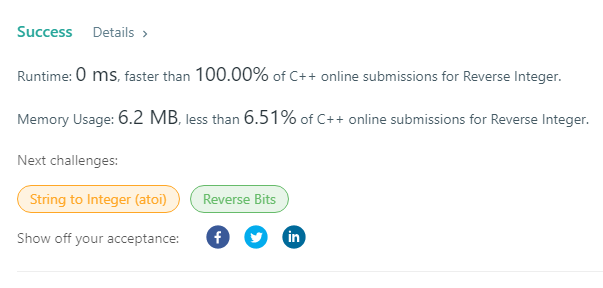 Success Details ›
Runtime: 0 ms, faster than 100.00% of C++ online submissions for Reverse Integer.
Memory Usage: 6.2 MB, less than 6.51% of C++ online submissions for Reverse Integer.
Next challenges:
String to Integer (atoi) Reverse Bits
Show off your acceptance: f in